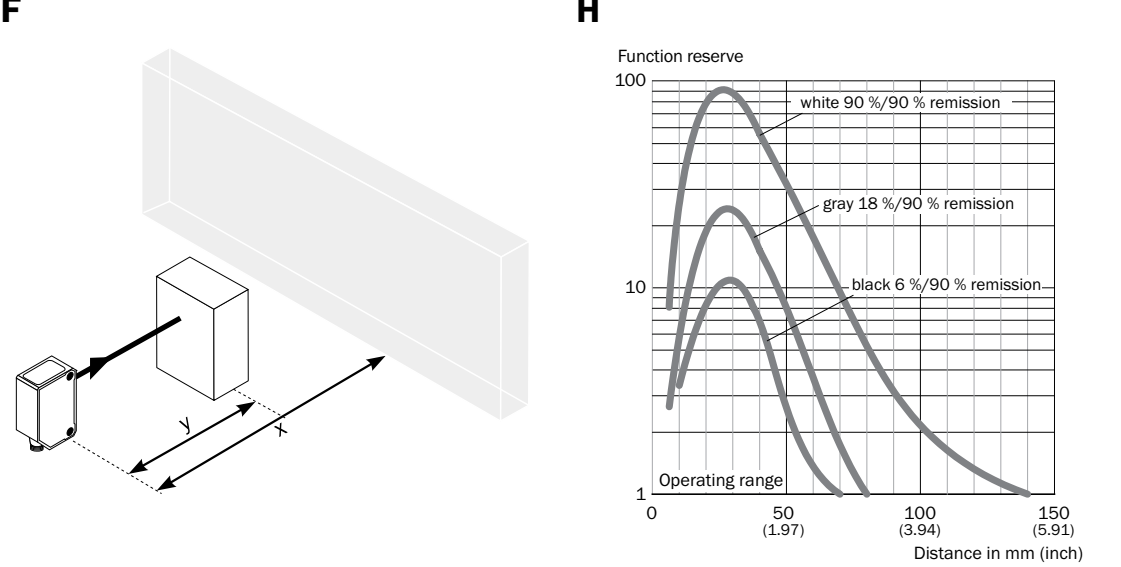 F
H
Function reserve
100
white 90 %/90 % remission
gray 18 %/90 % remission
10
black 6 %/90 % remission
y
x
Operating range
1
0
50
100
150
(1.97)
(3.94)
(5.91)
Distance in mm (inch)